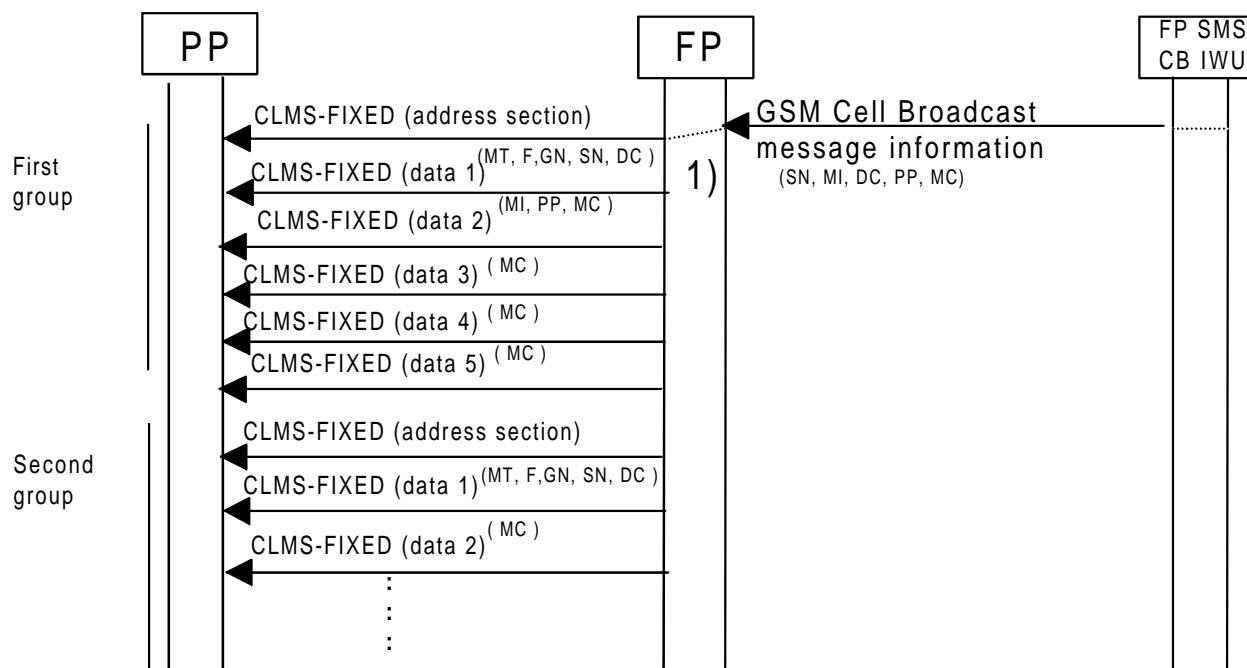 PP
FP
FP SMS
CB IWU
CLMS-FIXED (address section)
GSM Cell Broadcast
message information
(SN, MI, DC, PP, MC)
1)
First
group
CLMS-FIXED (data 1) (MT, F,GN, SN, DC )
CLMS-FIXED (data 2) (MI, PP, MC )
CLMS-FIXED (data 3) ( MC )
CLMS-FIXED (data 4) ( MC )
CLMS-FIXED (data 5) ( MC )
Second
group
CLMS-FIXED (address section)
CLMS-FIXED (data 1) (MT, F,GN, SN, DC )
CLMS-FIXED (data 2) ( MC )